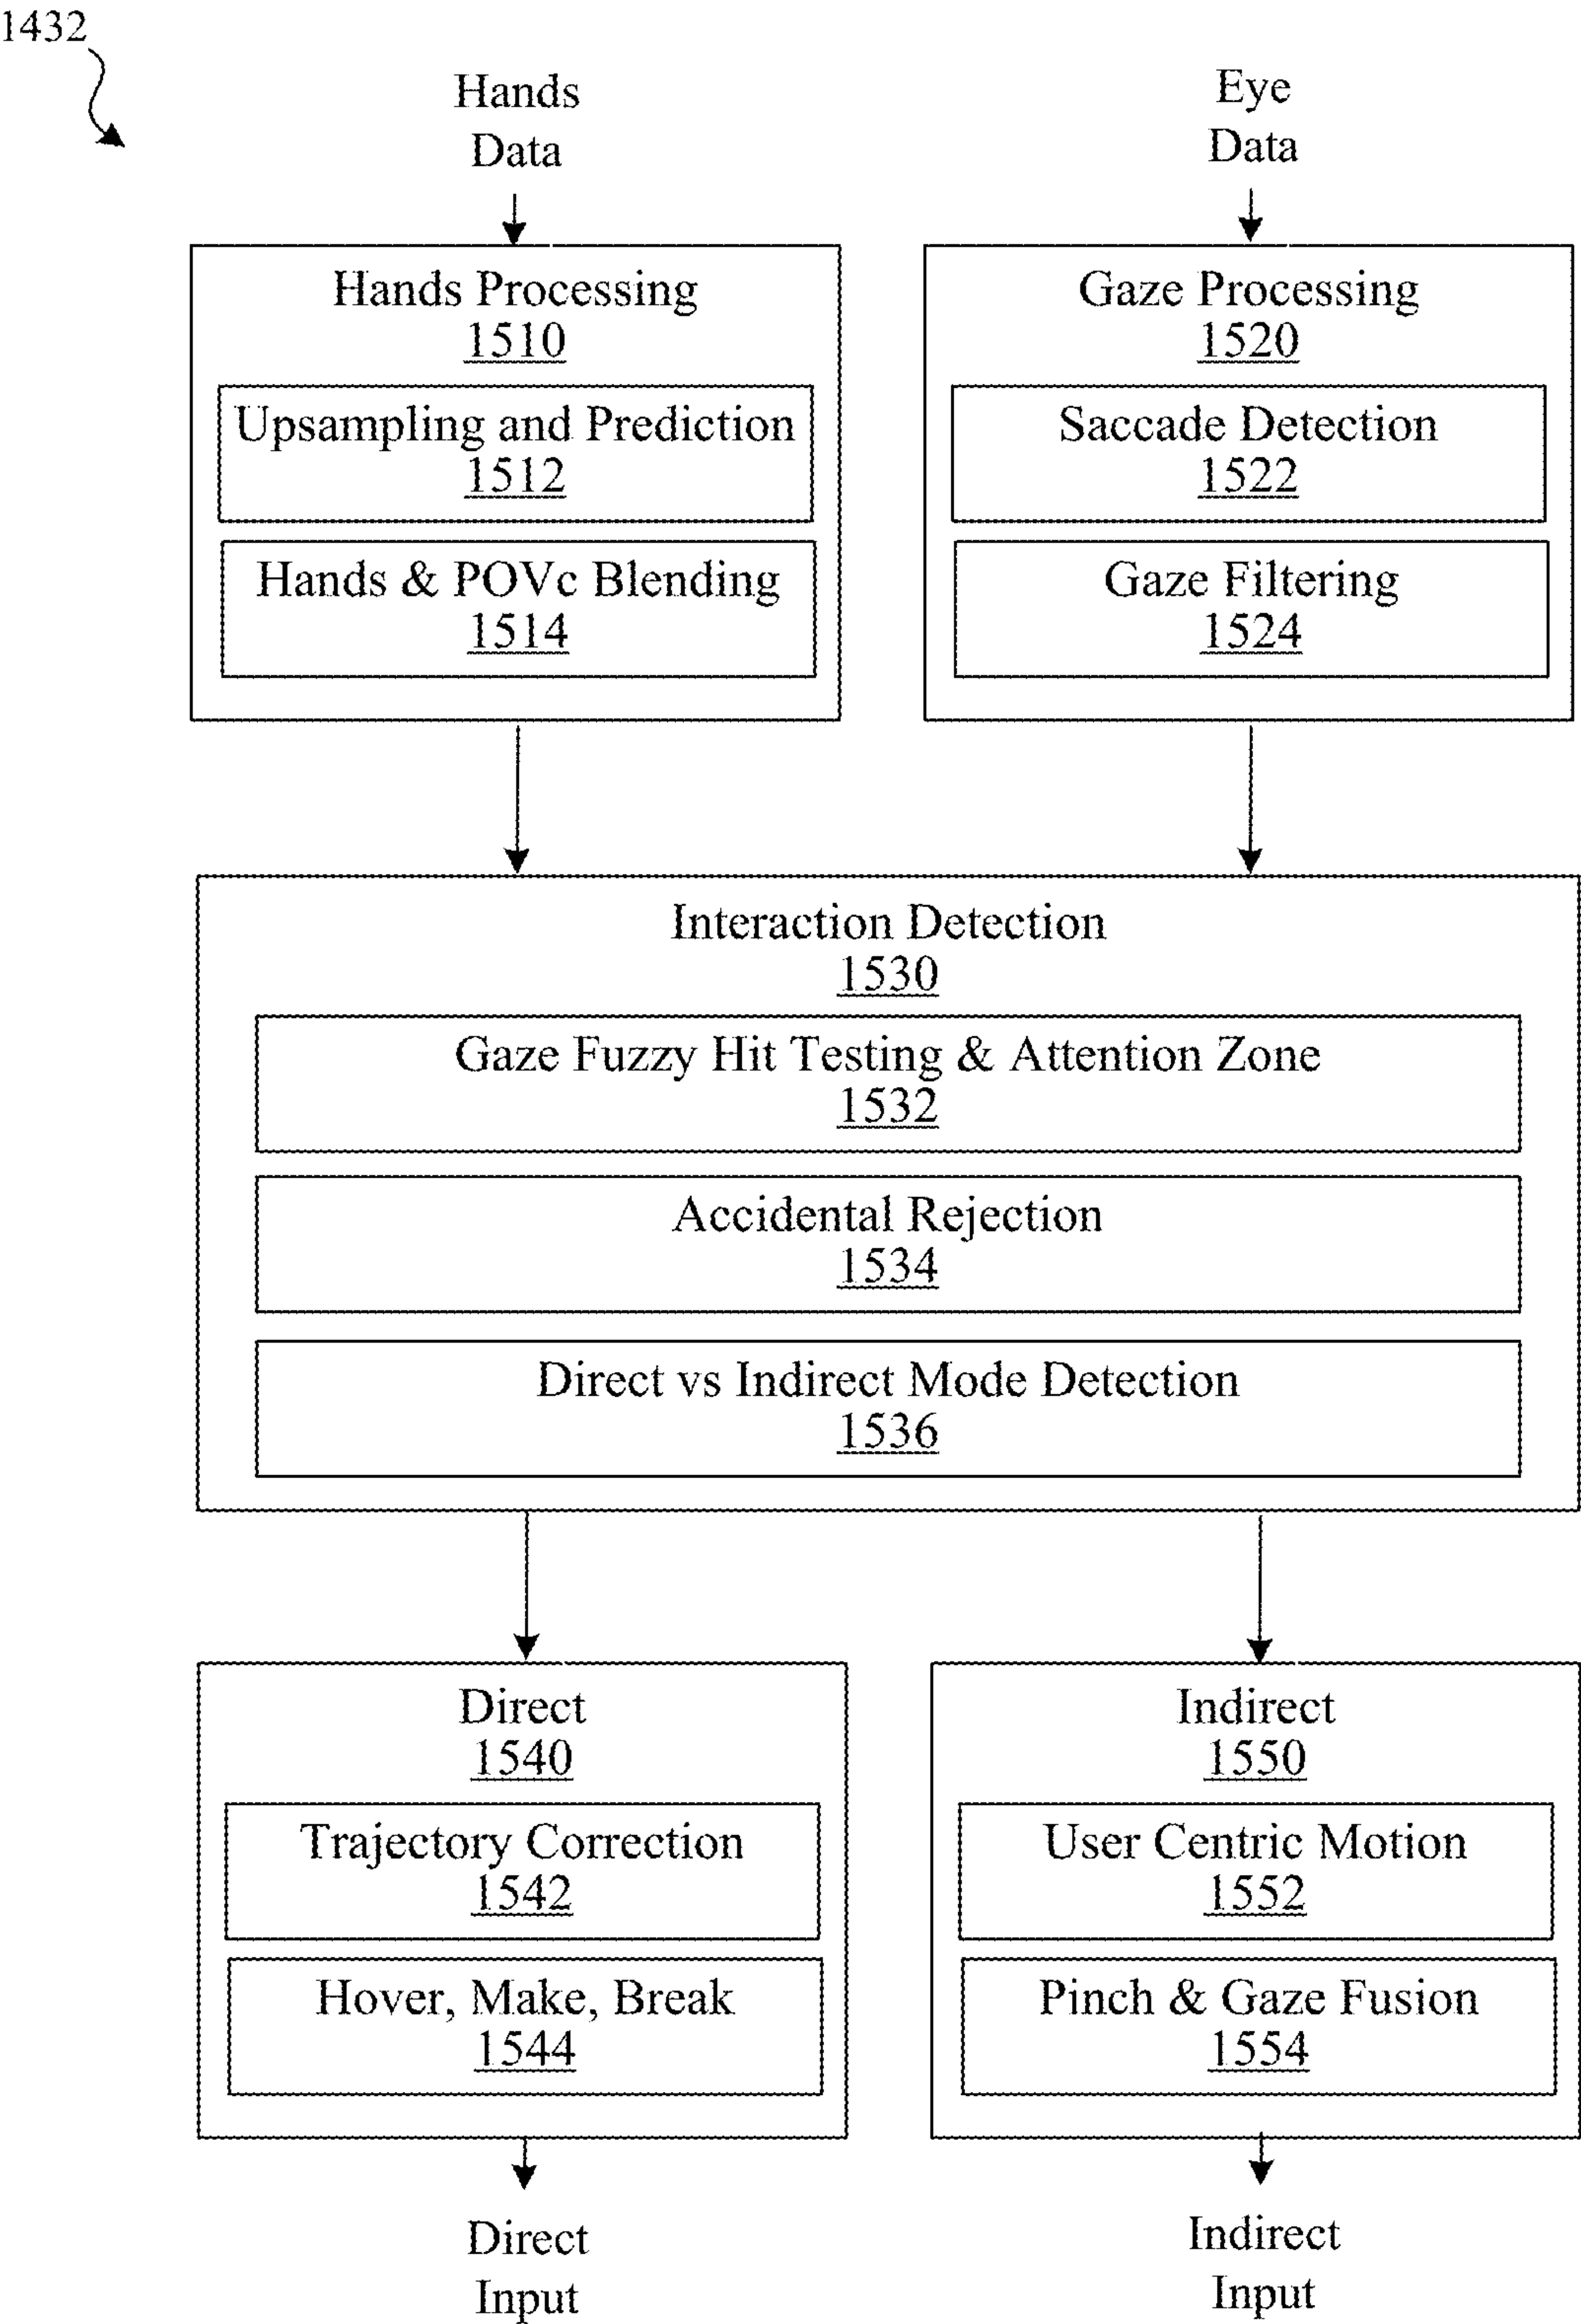 1432
Hands
Data
Eye
Data
Hands Processing
1510
Upsampling and Prediction
1512
Hands & POVc Blending
1514
Gaze Processing
1520
Saccade Detection
1522
Gaze Filtering
1524
Interaction Detection
1530
Gaze Fuzzy Hit Testing & Attention Zone
1532
Accidental Rejection
1534
Direct vs Indirect Mode Detection
1536
Direct
1540
Trajectory Correction
1542
Hover, Make, Break
1544
Indirect
1550
User Centric Motion
1552
Pinch & Gaze Fusion
1554
Direct
Input
Indirect
Input